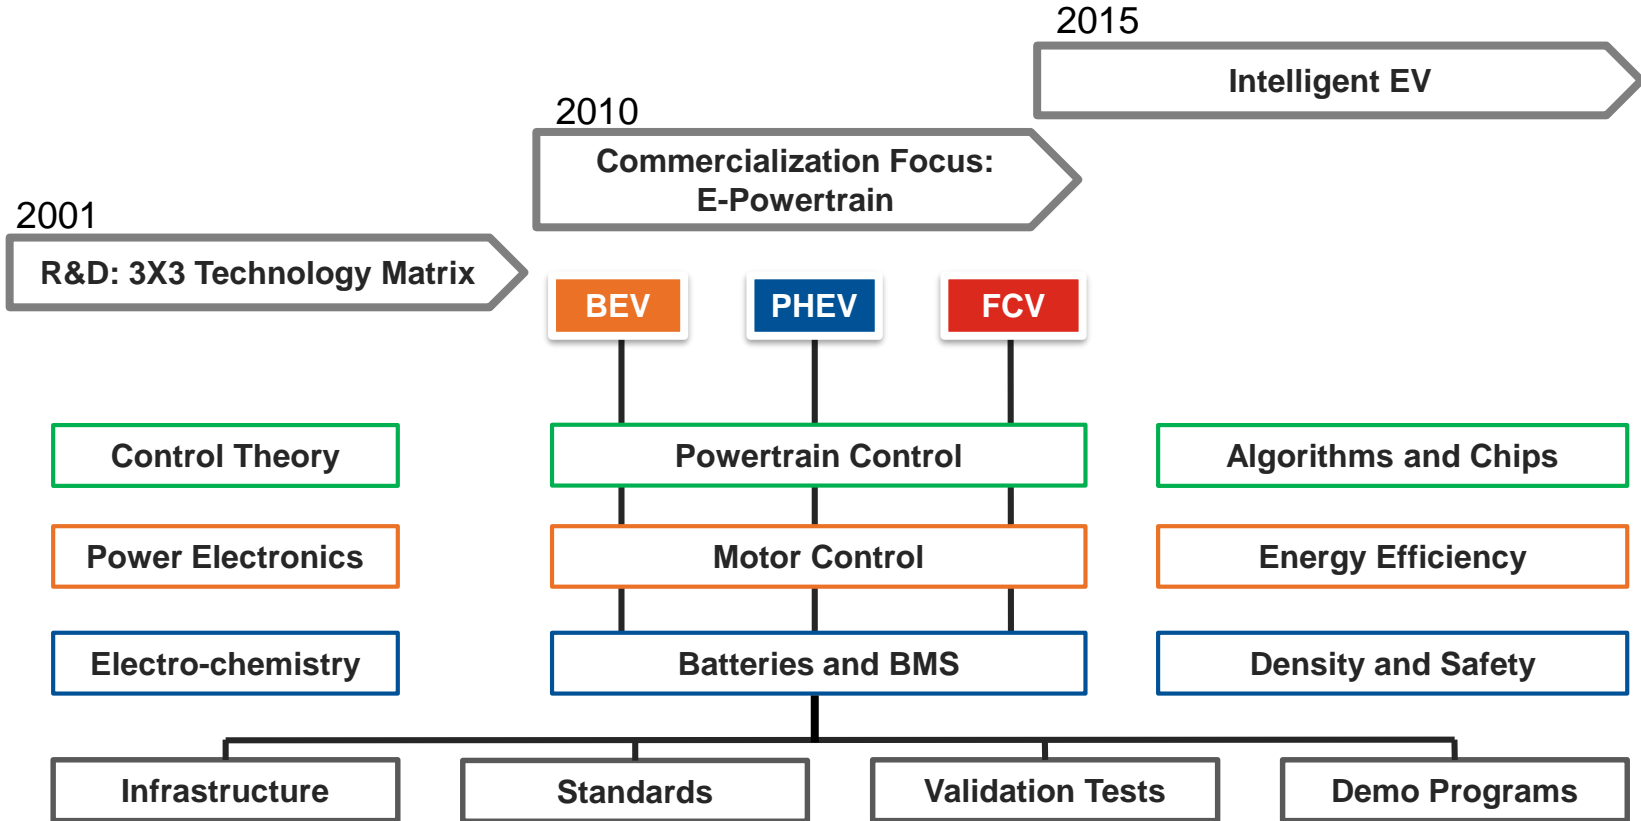 2015
Intelligent EV
2010
Commercialization Focus:
E-Powertrain
2001
R&D: 3X3 Technology Matrix
BEV
PHEV
FCV
Control Theory
Powertrain Control
Algorithms and Chips
Power Electronics
Motor Control
Energy Efficiency
Electro-chemistry
Batteries and BMS
Density and Safety
Infrastructure
Standards
Validation Tests
Demo Programs